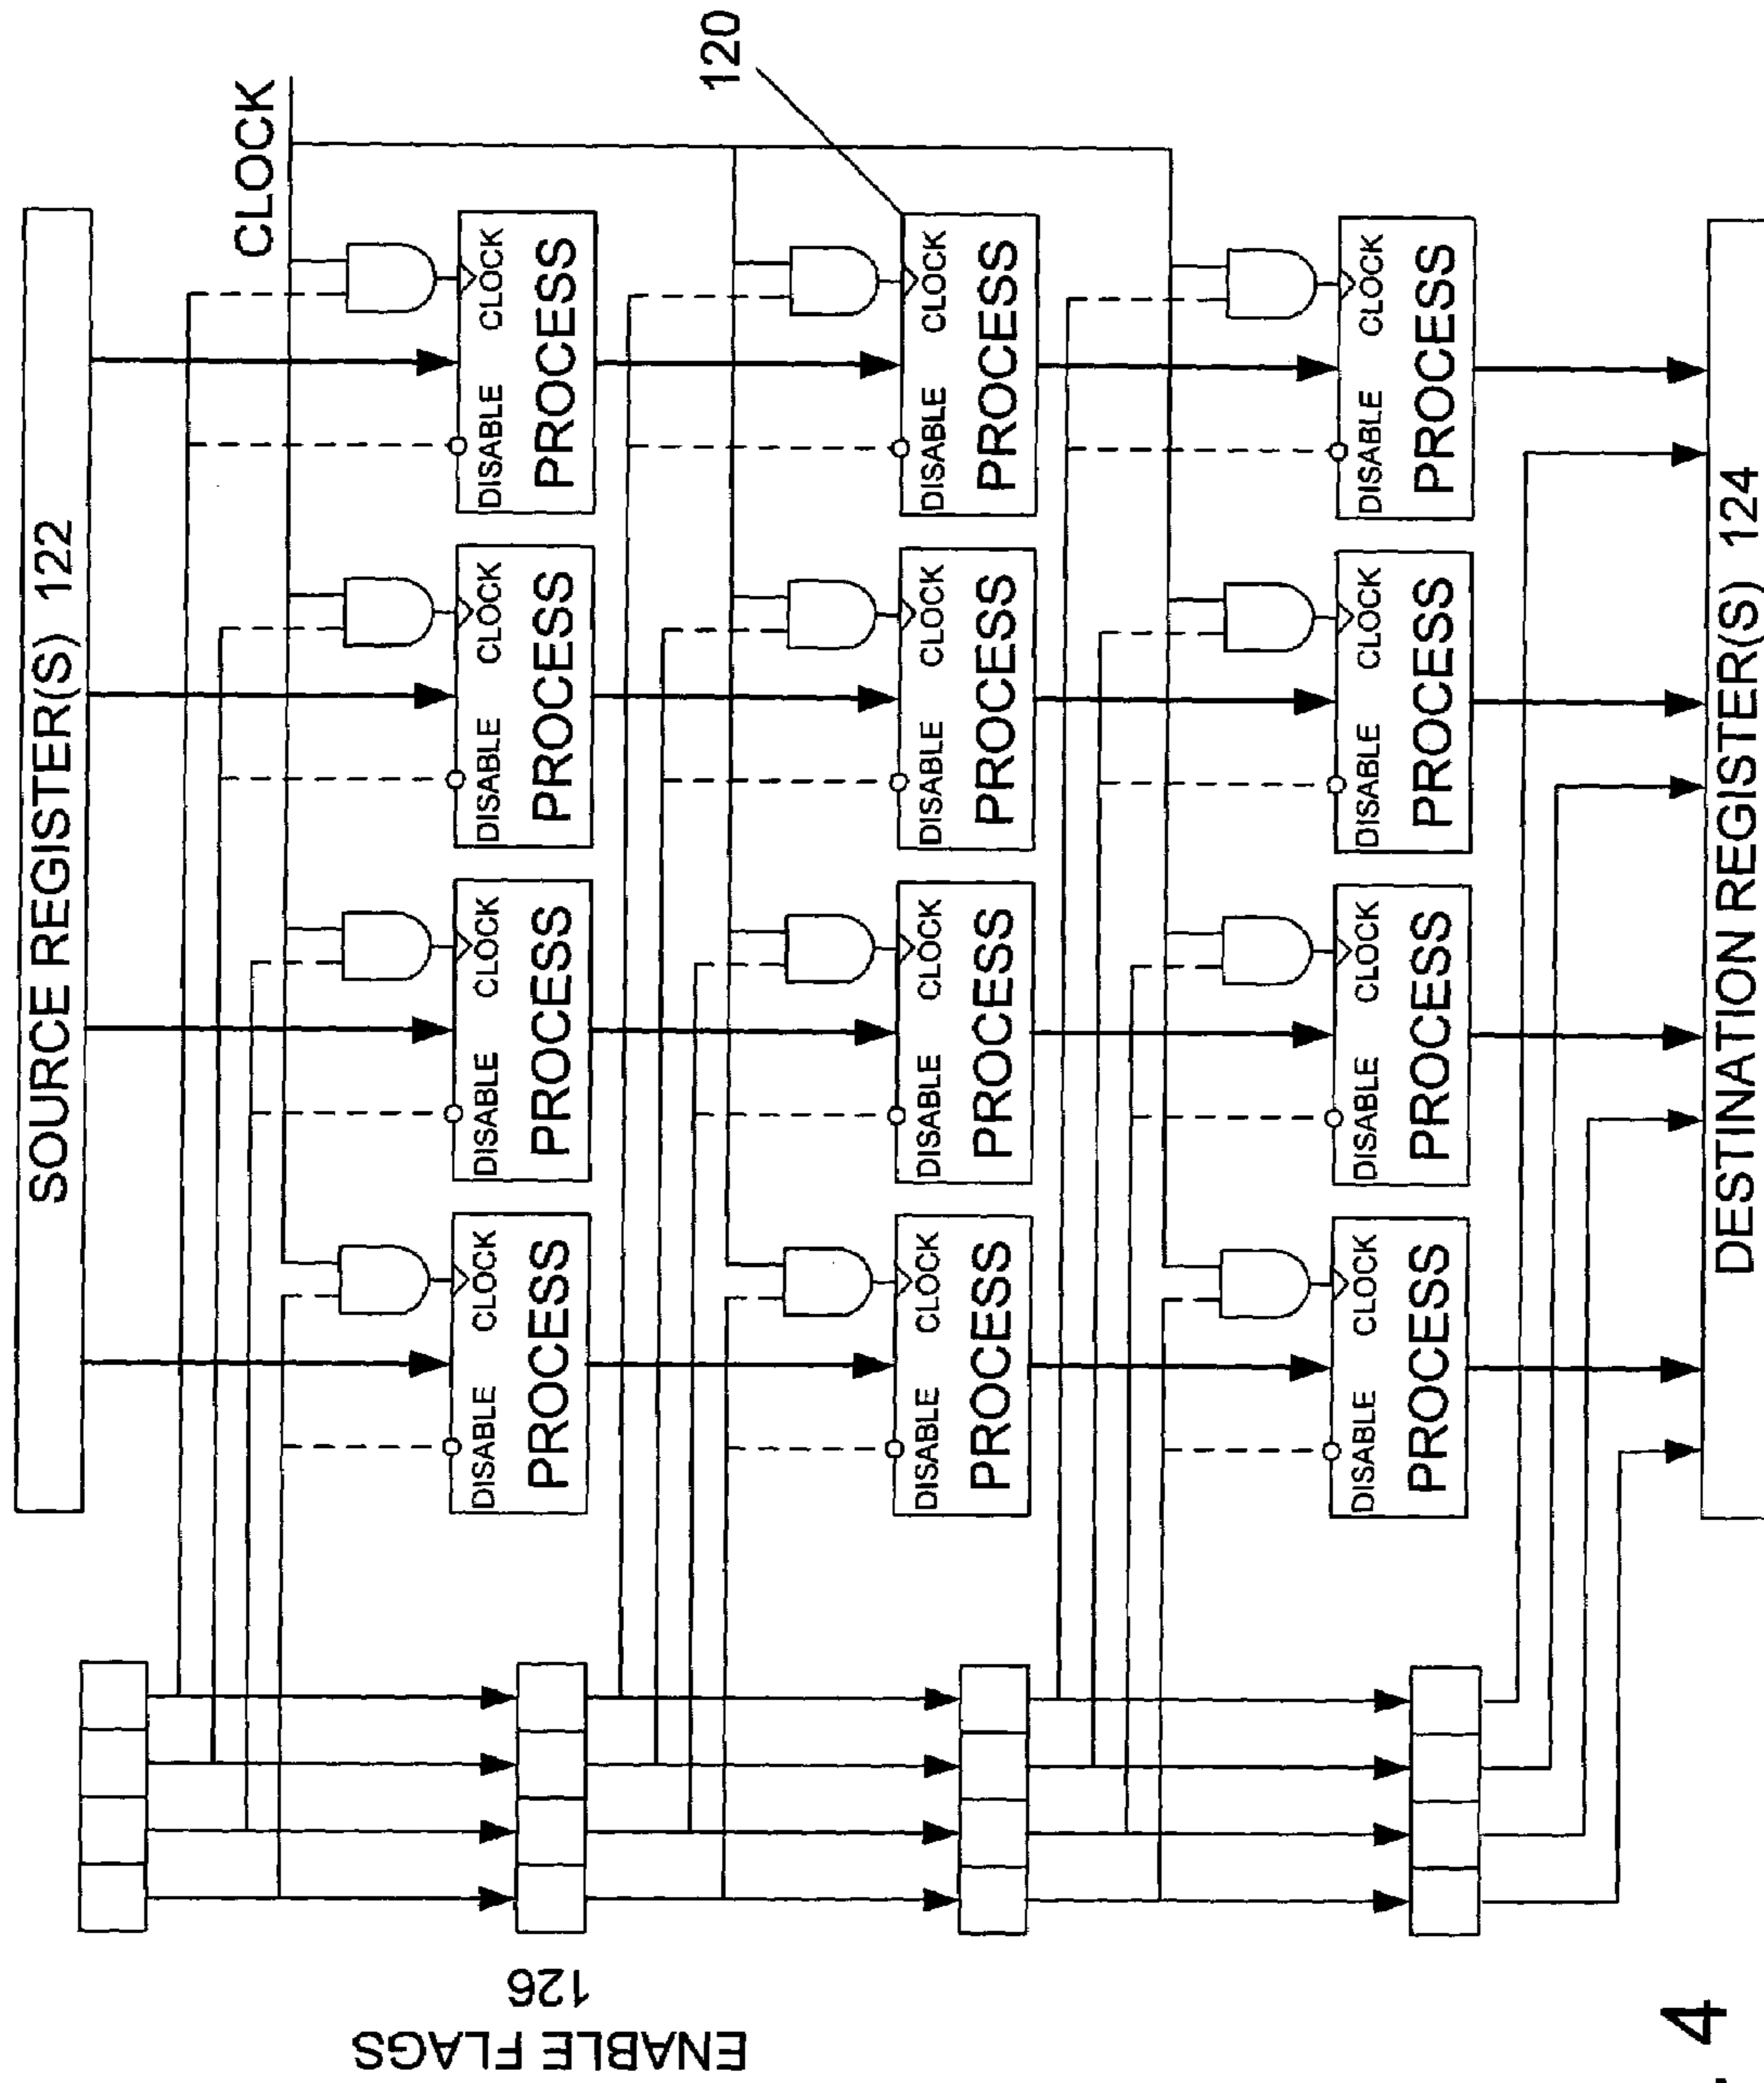 SOURCE REGISTER(S) 122
CLOCK
DISABLE CLOCK
PROCESS
DISABLE CLOCK
PROCESS
DISABLE CLOCK
PROCESS
DISABLE CLOCK
PROCESS
ENABLE FLAGS
126
120
DISABLE CLOCK
PROCESS
DISABLE CLOCK
PROCESS
DISABLE CLOCK
PROCESS
DISABLE CLOCK
PROCESS
DISABLE CLOCK
PROCESS
DISABLE CLOCK
PROCESS
DISABLE CLOCK
PROCESS
DISABLE CLOCK
PROCESS
DESTINATION REGISTER(S) 124
4